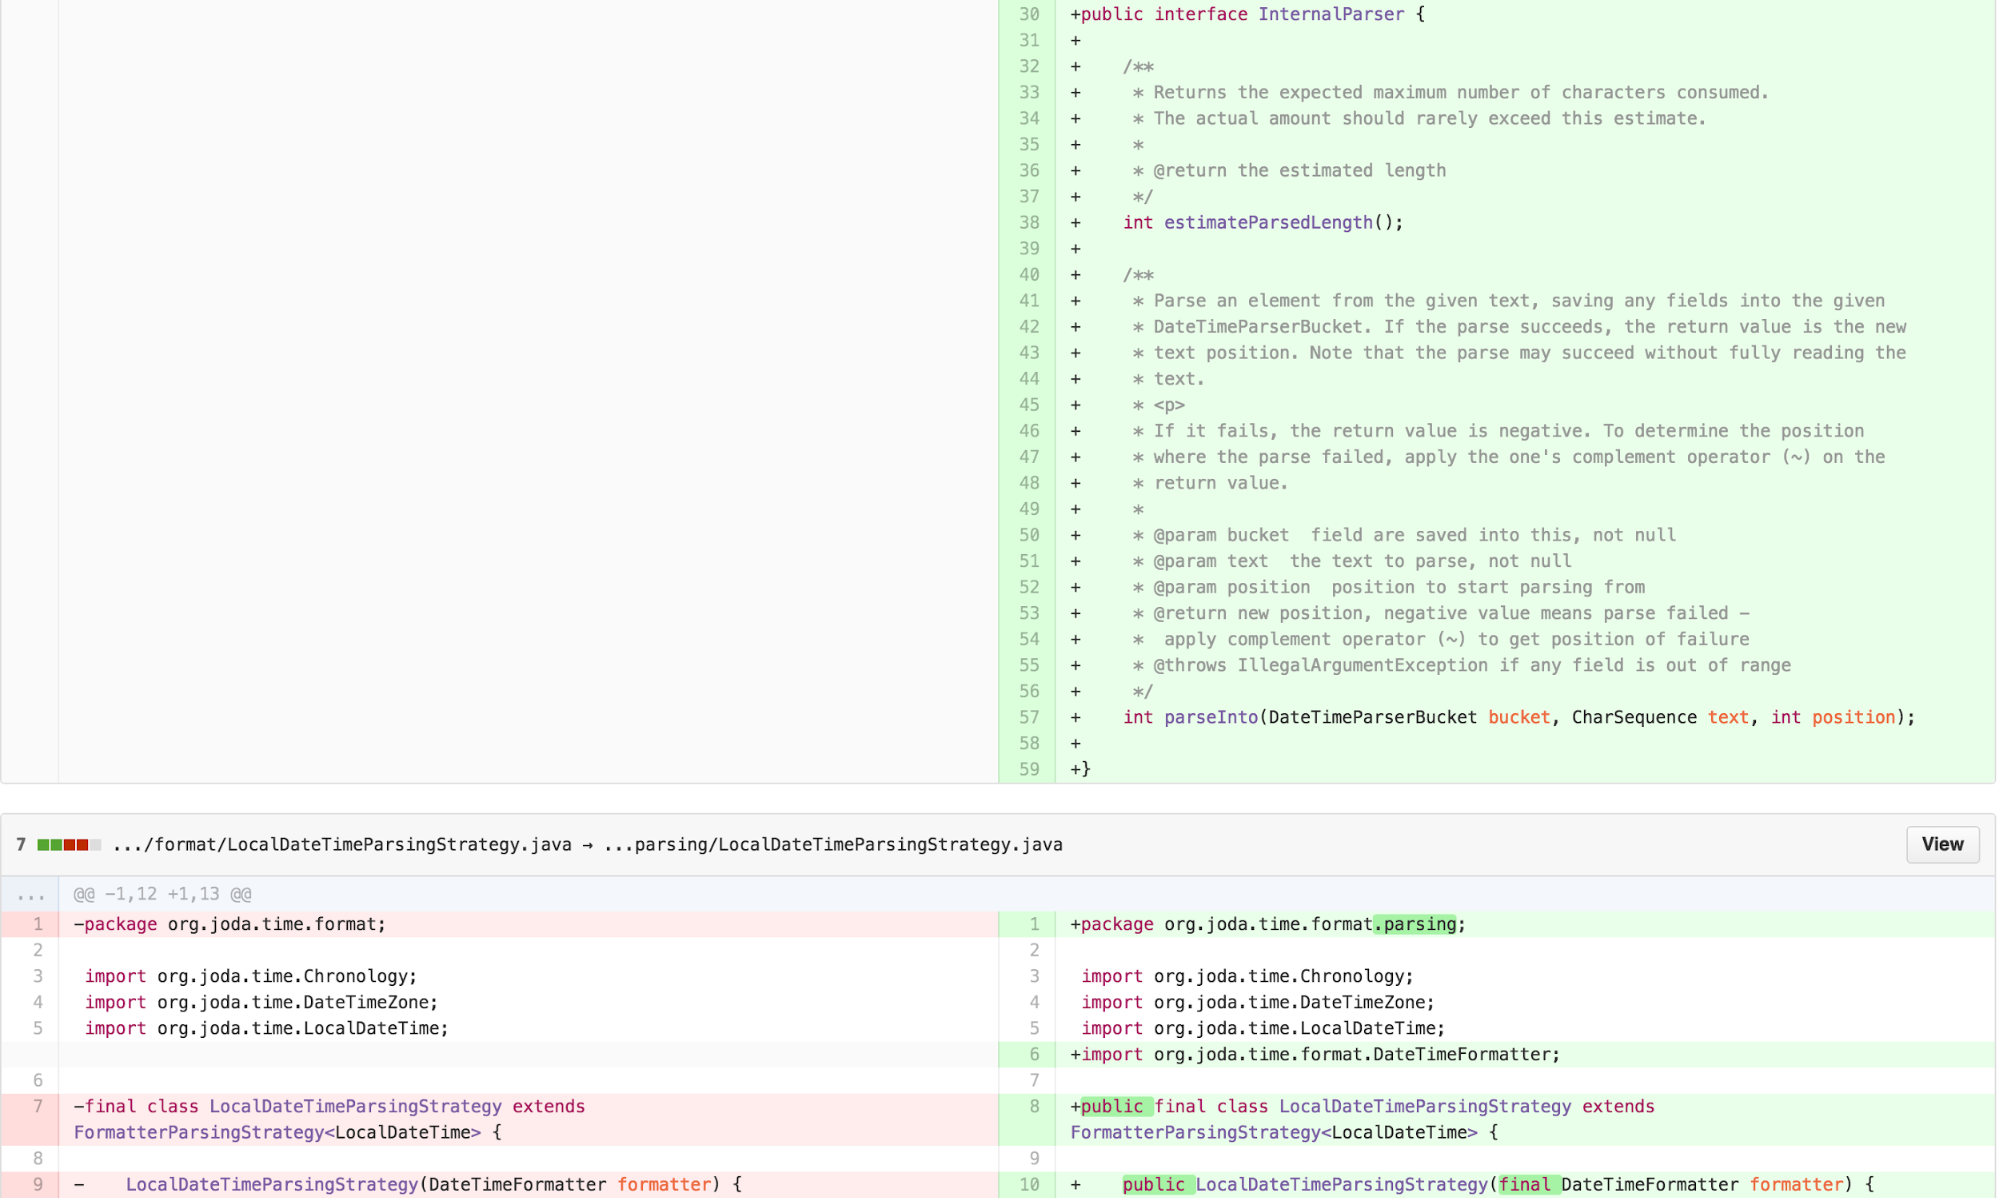 30 +public interface InternalParser {
31 +
32 +    /**
33 +     * Returns the expected maximum number of characters consumed.
34 +     * The actual amount should rarely exceed this estimate.
35 +     *
36 +     * @return the estimated length
37 +     */
38 +    int estimateParsedLength();
39 +
40 +    /**
41 +     * Parse an element from the given text, saving any fields into the given
42 +     * DateTimeParserBucket. If the parse succeeds, the return value is the new
43 +     * text position. Note that the parse may succeed without fully reading the
44 +     * text.
45 +     * <p>
46 +     * If it fails, the return value is negative. To determine the position
47 +     * where the parse failed, apply the one's complement operator (~) on the
48 +     * return value.
49 +     *
50 +     * @param bucket  field are saved into this, not null
51 +     * @param text  the text to parse, not null
52 +     * @param position  position to start parsing from
53 +     * @return new position, negative value means parse failed -
54 +     *  apply complement operator (~) to get position of failure
55 +     * @throws IllegalArgumentException if any field is out of range
56 +     */
57 +    int parseInto(DateTimeParserBucket bucket, CharSequence text, int position);
58 +
59 +}
7 .../format/LocalDateTimeParsingStrategy.java → ...parsing/LocalDateTimeParsingStrategy.java View
... @@ -1,12 +1,13 @@
1 -package org.joda.time.format; 1 +package org.joda.time.format.parsing;
2 2
3 import org.joda.time.Chronology; 3 import org.joda.time.Chronology;
4 import org.joda.time.DateTimeZone; 4 import org.joda.time.DateTimeZone;
5 import org.joda.time.LocalDateTime; 5 import org.joda.time.LocalDateTime;
6 +import org.joda.time.format.DateTimeFormatter;
6 7
7 -final class LocalDateTimeParsingStrategy extends 8 +public final class LocalDateTimeParsingStrategy extends
FormatterParsingStrategy<LocalDateTime> { FormatterParsingStrategy<LocalDateTime> {
8 9
9 -    LocalDateTimeParsingStrategy(DateTimeFormatter formatter) { 10 +    public LocalDateTimeParsingStrategy(final DateTimeFormatter formatter) {